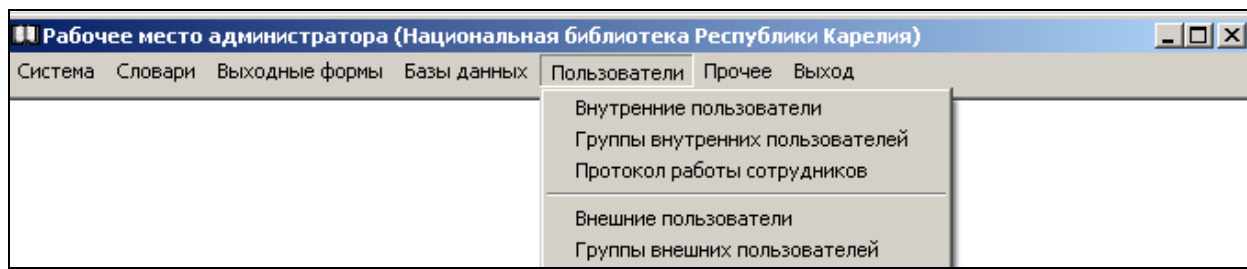 Рабочее место администратора (Национальная библиотека Республики Карелия)
Система Словари Выходные формы Базы данных Пользователи Прочее Выход
Внутренние пользователи
Группы внутренних пользователей
Протокол работы сотрудников
Внешние пользователи
Группы внешних пользователей